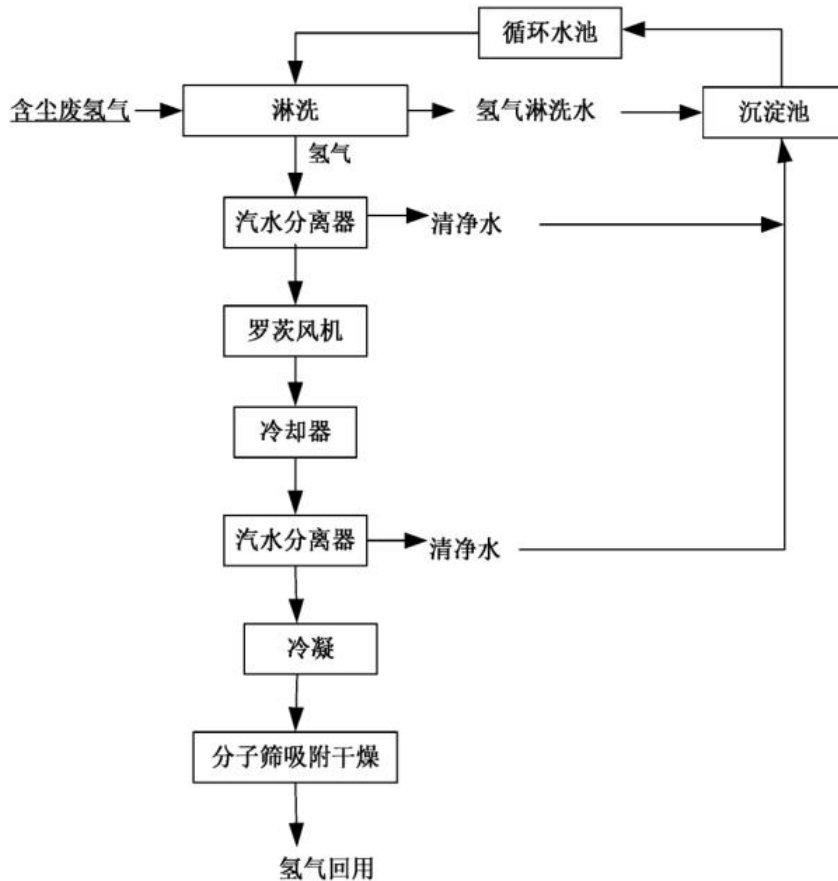 循环水池
含尘废氢气
淋洗
氢气淋洗水
沉淀池
氢气
汽水分离器
清净水
罗茨风机
冷却器
汽水分离器
清净水
冷凝
分子筛吸附干燥
氢气回用